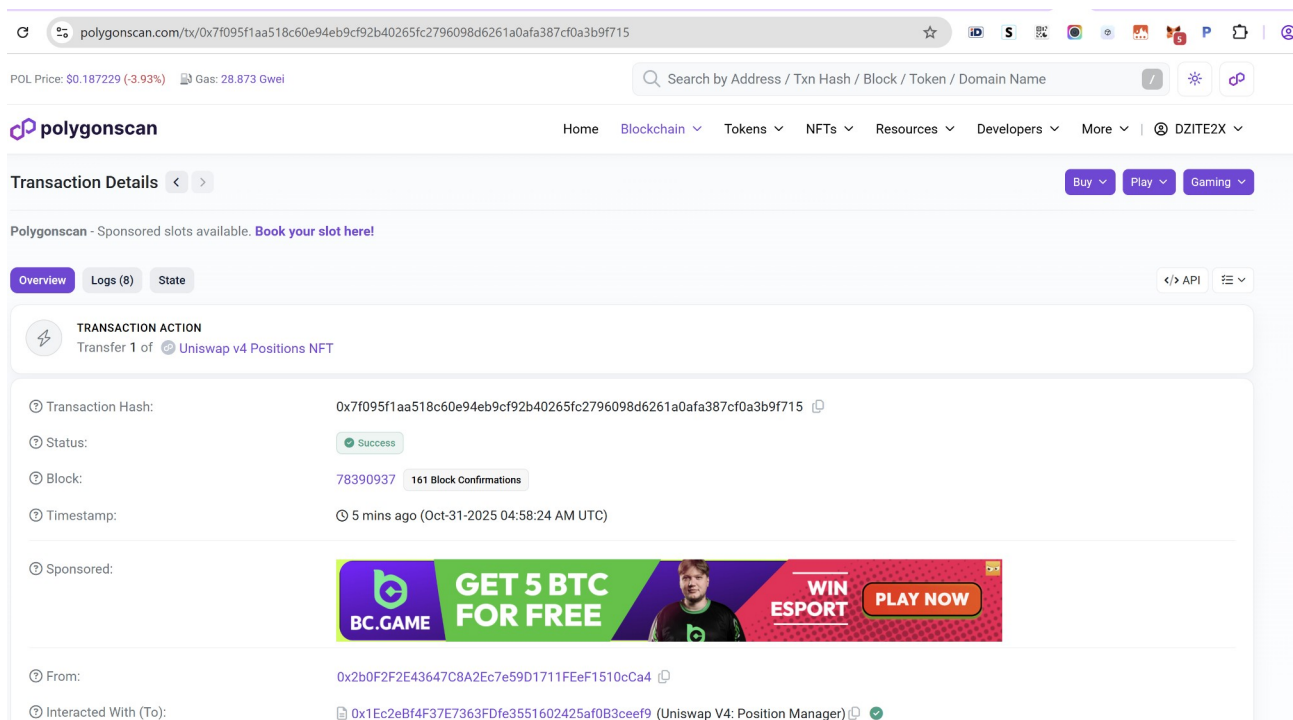 polygonscan.com/tx/0x7f095f1aa518c60e94eb9cf92b40265fc2796098d6261a0afa387cf0a3b9f715
iD S P 5
POL Price: $0.187229 (-3.93%) Gas: 28.873 Gwei
Search by Address / Txn Hash / Block / Token / Domain Name /
polygonscan
Home Blockchain Tokens NFTs Resources Developers More | DZITE2X
Transaction Details
Buy Play Gaming
Polygonscan - Sponsored slots available. Book your slot here!
Overview Logs (8) State
</> API
TRANSACTION ACTION
Transfer 1 of Uniswap v4 Positions NFT
Transaction Hash: 0x7f095f1aa518c60e94eb9cf92b40265fc2796098d6261a0afa387cf0a3b9f715
Status: Success
Block: 78390937 161 Block Confirmations
Timestamp: 5 mins ago (Oct-31-2025 04:58:24 AM UTC)
Sponsored:
BC.GAME
GET 5 BTC
FOR FREE
WIN
ESPORT
PLAY NOW
From: 0x2b0F2F2E43647C8A2Ec7e59D1711FEeF1510cCa4
Interacted With (To): 0x1Ec2eBf4F37E7363FDfe3551602425af0B3ceef9 (Uniswap V4: Position Manager)